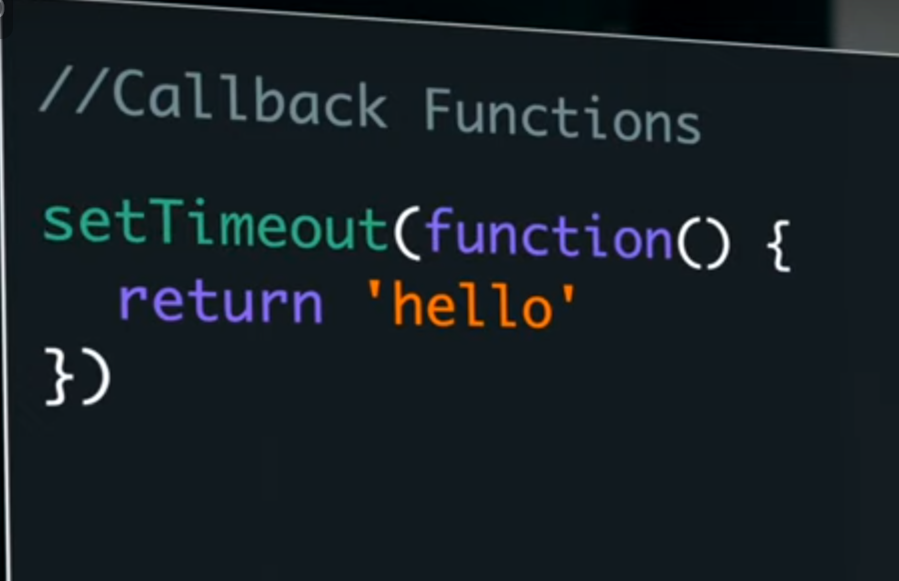 //Callback Functions
setTimeout(function() {
  return 'hello'
})